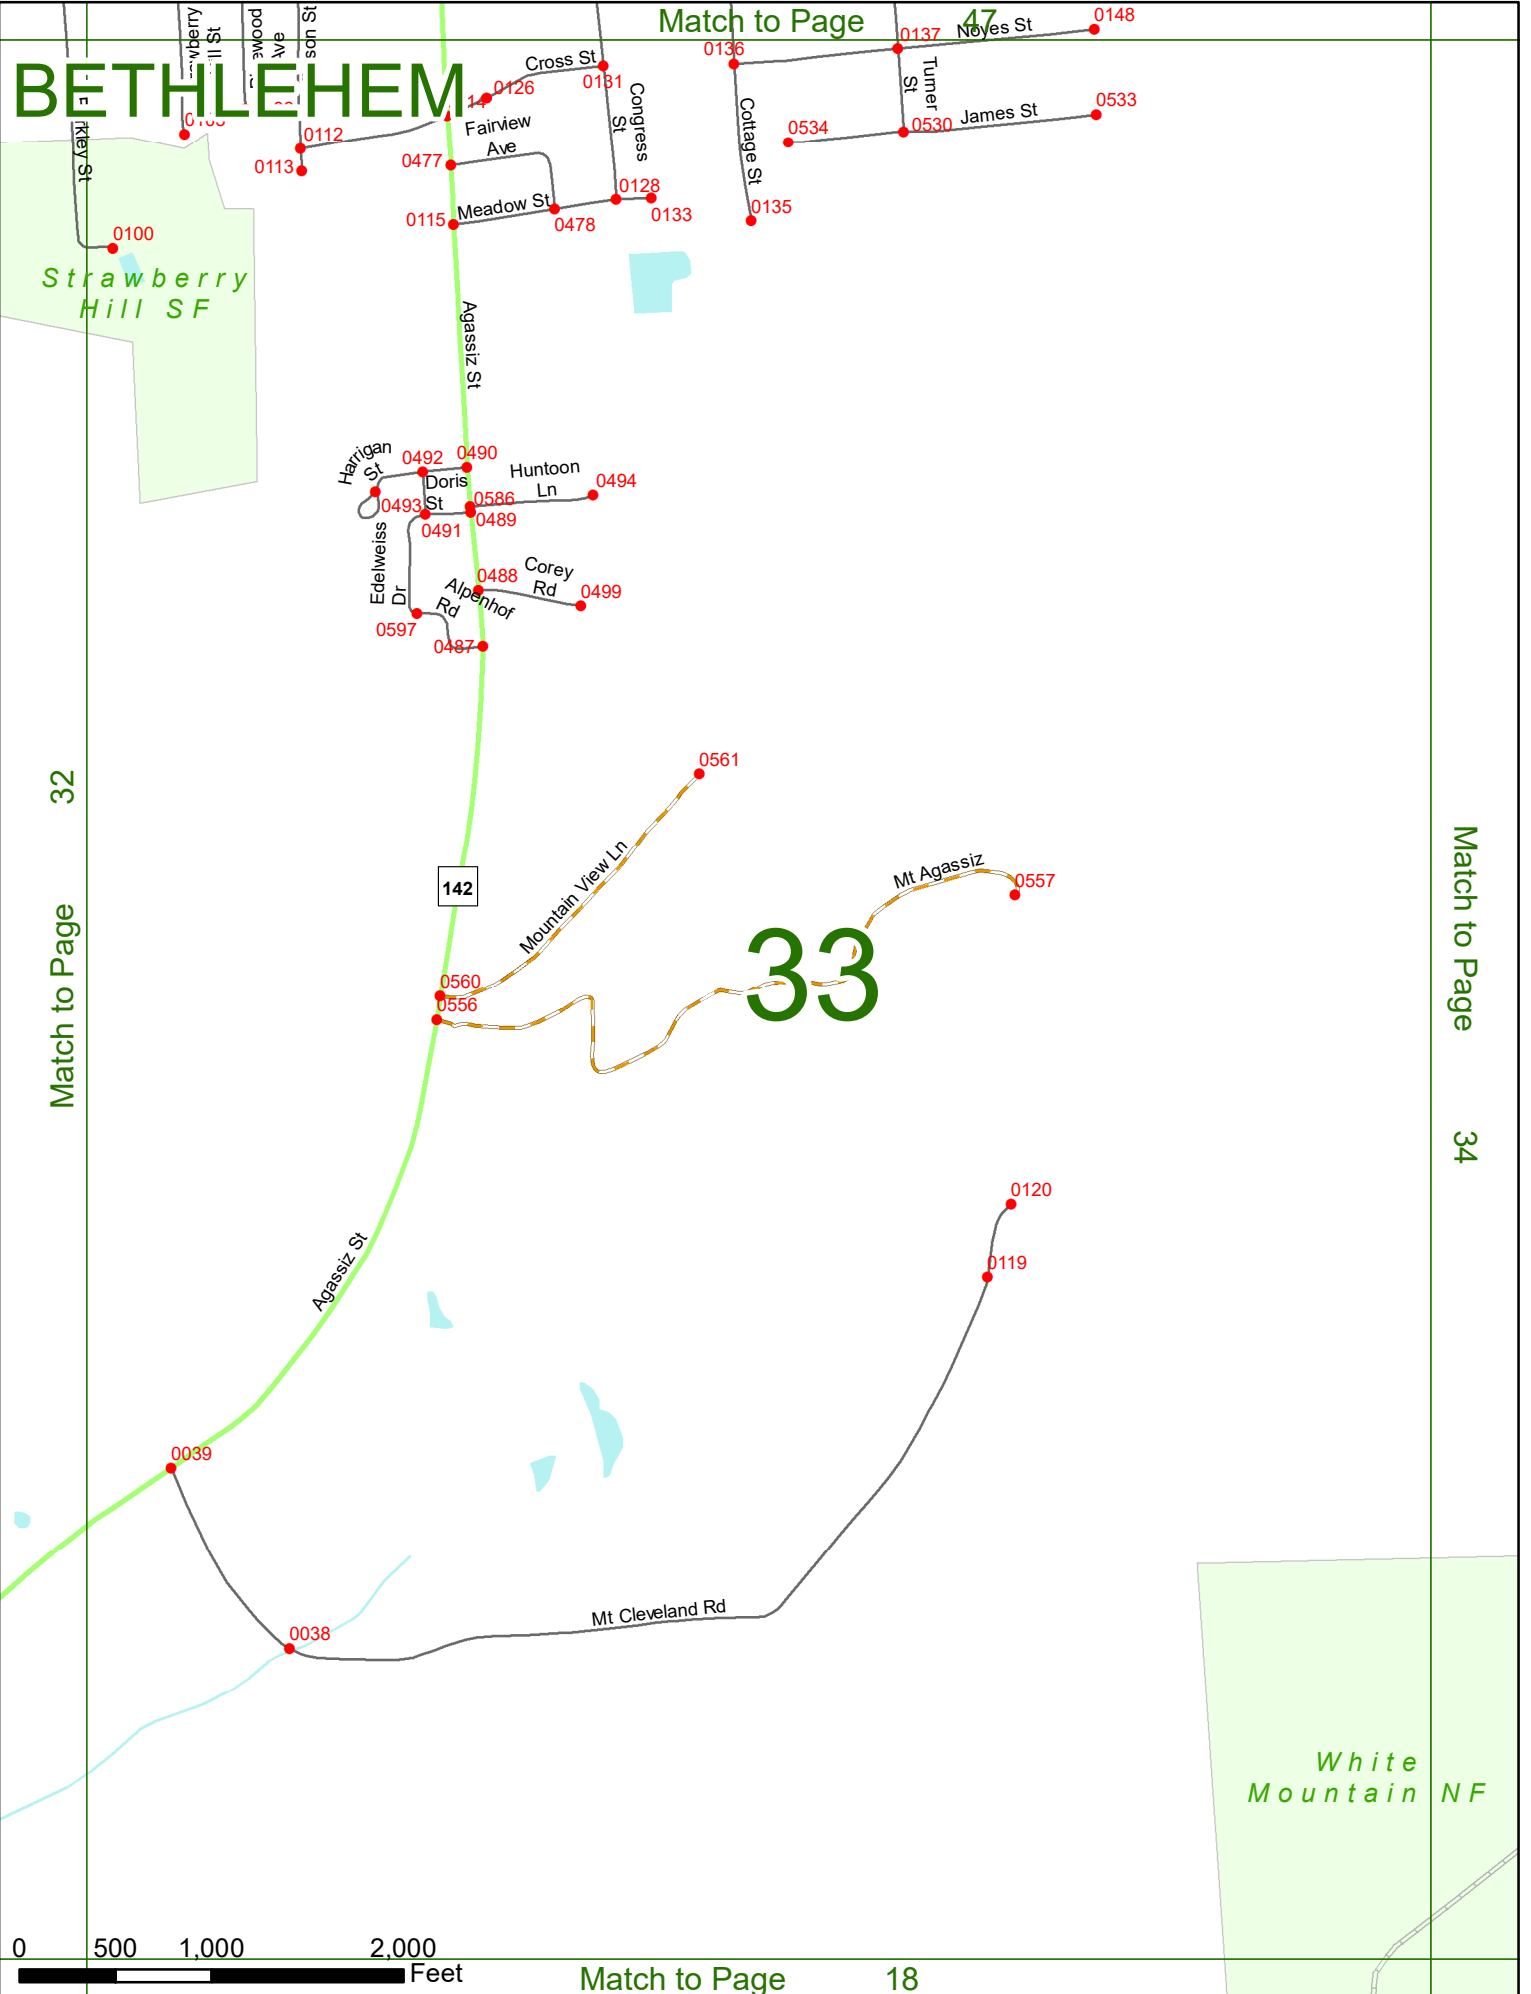 Match to Page 47
BETHLEHEM
0148
0137
Noyes St
0136
Cross St
0131
0126
Turner
St
0533
James St
0530
0534
Congress
St
Cottage St
Fairview
Ave
0112
0113
0477
0128
0133
0135
Meadow St
0115
0478
0100
Strawberry
Hill SF
Agassiz St
Harrigan
St
0492
0490
Huntoon
Ln
0494
Doris
St
0493
0586
0489
0491
Edelweiss
Dr
0488
Corey
Rd
0499
Alpenhof
Rd
0597
0487
0561
Match to Page 32
142
Mountain View Ln
Mt Agassiz
0557
33
0560
0556
Match to Page 34
0120
0119
Agassiz St
0039
0038
Mt Cleveland Rd
White
Mountain NF
0 500 1,000 2,000
Feet
Match to Page 18